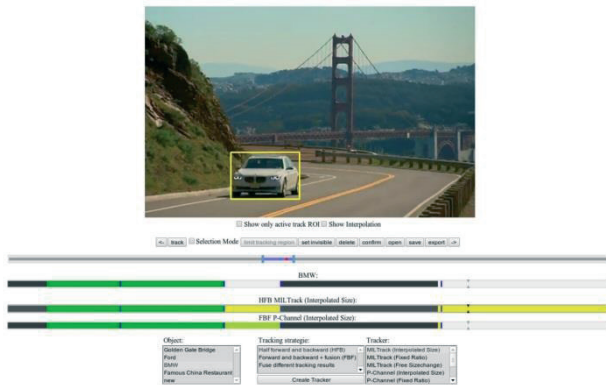 Show only active track ROI Show Interpolation
<- track Selection Mode limit tracking region set invisible delete confirm open save export ->
BMW:
HFB MILTrack (Interpolated Size):
FBF P-Channel (Interpolated Size):
Object: Tracking strategie: Tracker:
Golden Gate Bridge Half forward and backward (HFB) MILTrack (Interpolated Size)
Ford Forward and backward + fusion (FBF) MILTrack (Fixed Ratio)
BMW Fuse different tracking results MILTrack (Free Sizechange)
Famous China Restaurant P-Channel (Interpolated Size)
new Create Tracker P-Channel (Fixed Ratio)